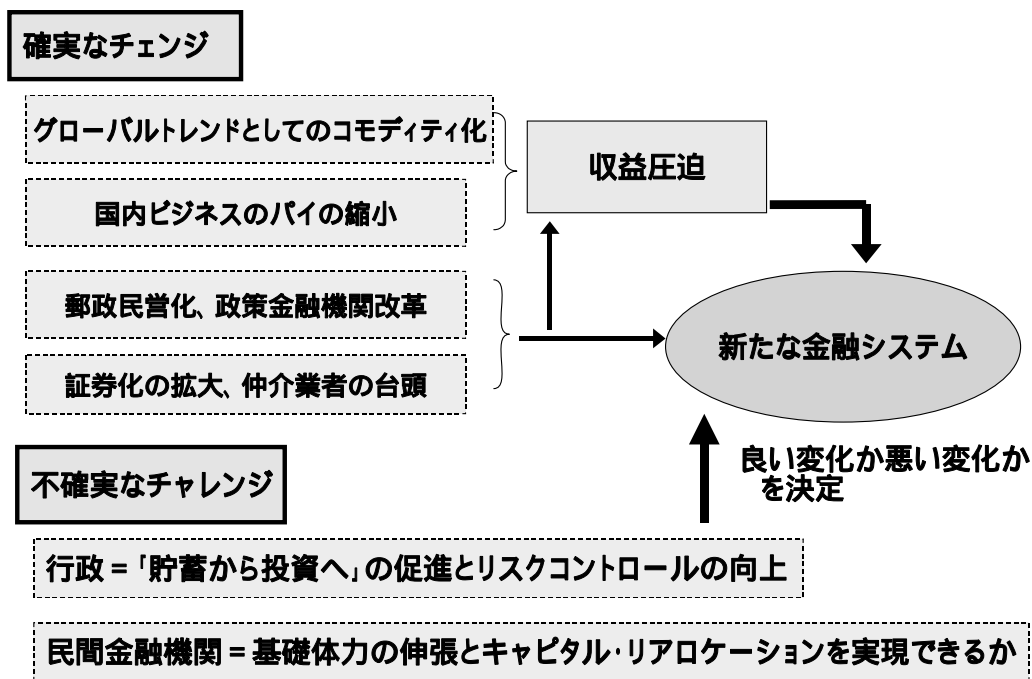 確実なチェンジ
グローバルトレンドとしてのコモディティ化
収益圧迫
国内ビジネスのパイの縮小
郵政民営化、政策金融機関改革
新たな金融システム
証券化の拡大、仲介業者の台頭
良い変化か悪い変化か
を決定
不確実なチャレンジ
行政＝「貯蓄から投資へ」の促進とリスクコントロールの向上
民間金融機関＝基礎体力の伸張とキャピタル・リアロケーションを実現できるか